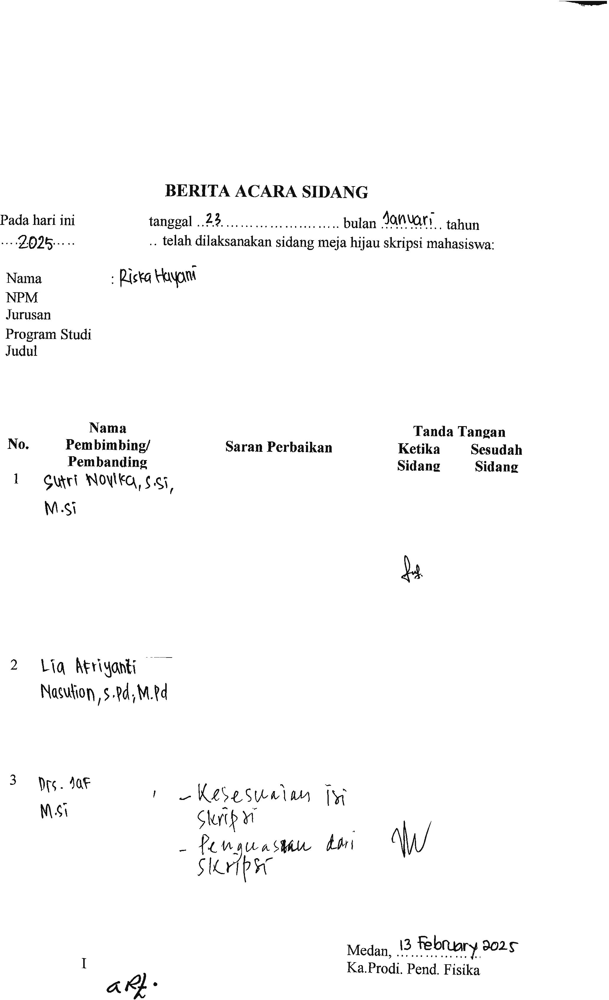 BERITA ACARA SIDANG
Pada hari ini tanggal ..23.............................. bulan Januari.. tahun
....2025..... .. telah dilaksanakan sidang meja hijau skripsi mahasiswa:
Nama : Riska Hayani
NPM
Jurusan
Program Studi
Judul
Nama
Pembimbing/
Pembanding
No.
Saran Perbaikan
Tanda Tangan
Ketika Sesudah
Sidang Sidang
1 Sutri Novika, S.Si,
M.Si
2 Lia Afriyanti
Nasution, S.Pd, M.Pd
3 Drs. Jaf
M.Si
- Kesesuaian isi
skripsi
- Penguasaan dari
skripsi
Medan, 13 February 2025
Ka.Prodi. Pend. Fisika
I